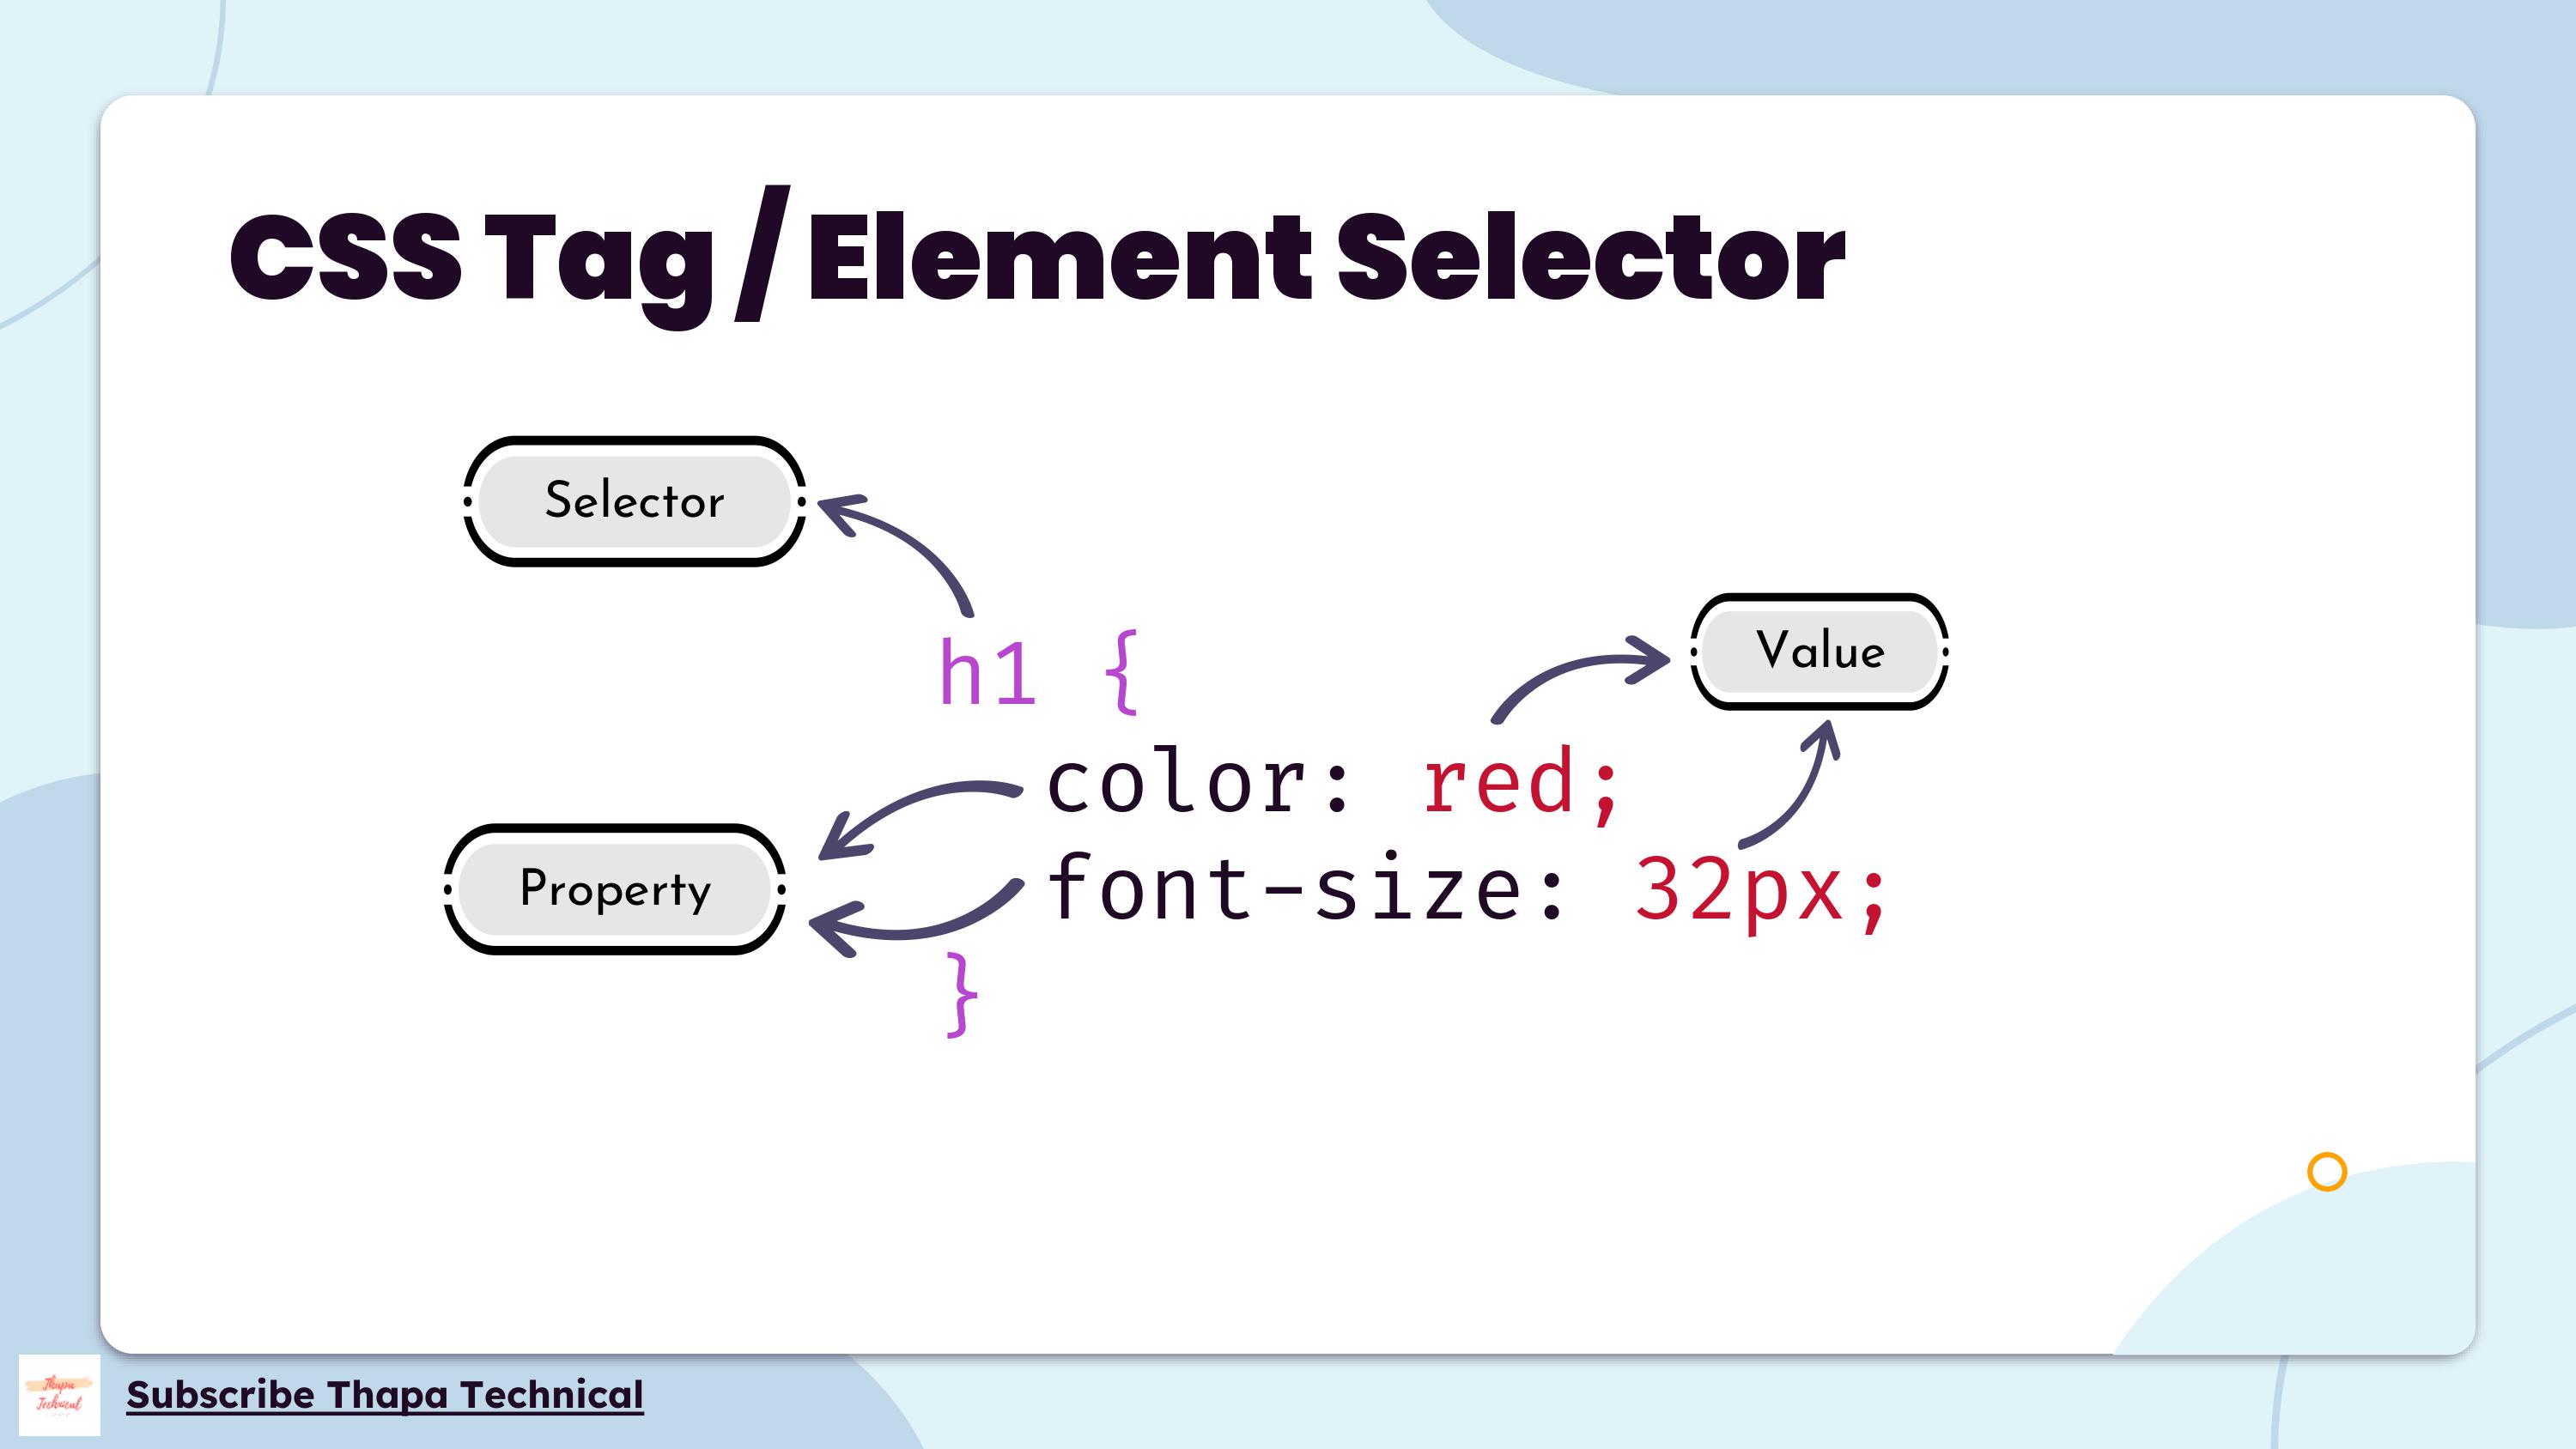 CSS Tag / Element Selector
Selector
h1 {
Value
color: red;
Property
font-size: 32px;
}
Thapa
Technical
Subscribe Thapa Technical